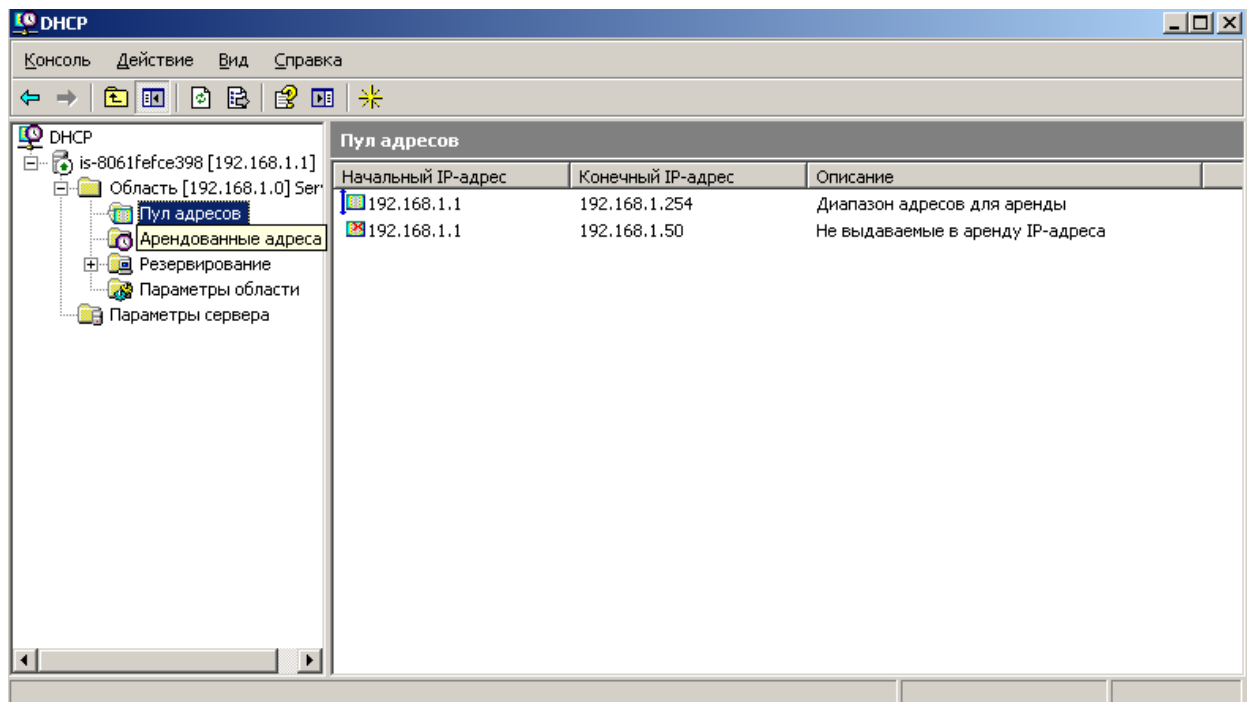 DHCP
Консоль Действие Вид Справка
DHCP
is-8061fefce398 [192.168.1.1]
Область [192.168.1.0] Ser
Пул адресов
Арендованные адреса
Резервирование
Параметры области
Параметры сервера
Пул адресов
Начальный IP-адрес Конечный IP-адрес Описание
192.168.1.1 192.168.1.254 Диапазон адресов для аренды
192.168.1.1 192.168.1.50 Не выдаваемые в аренду IP-адреса